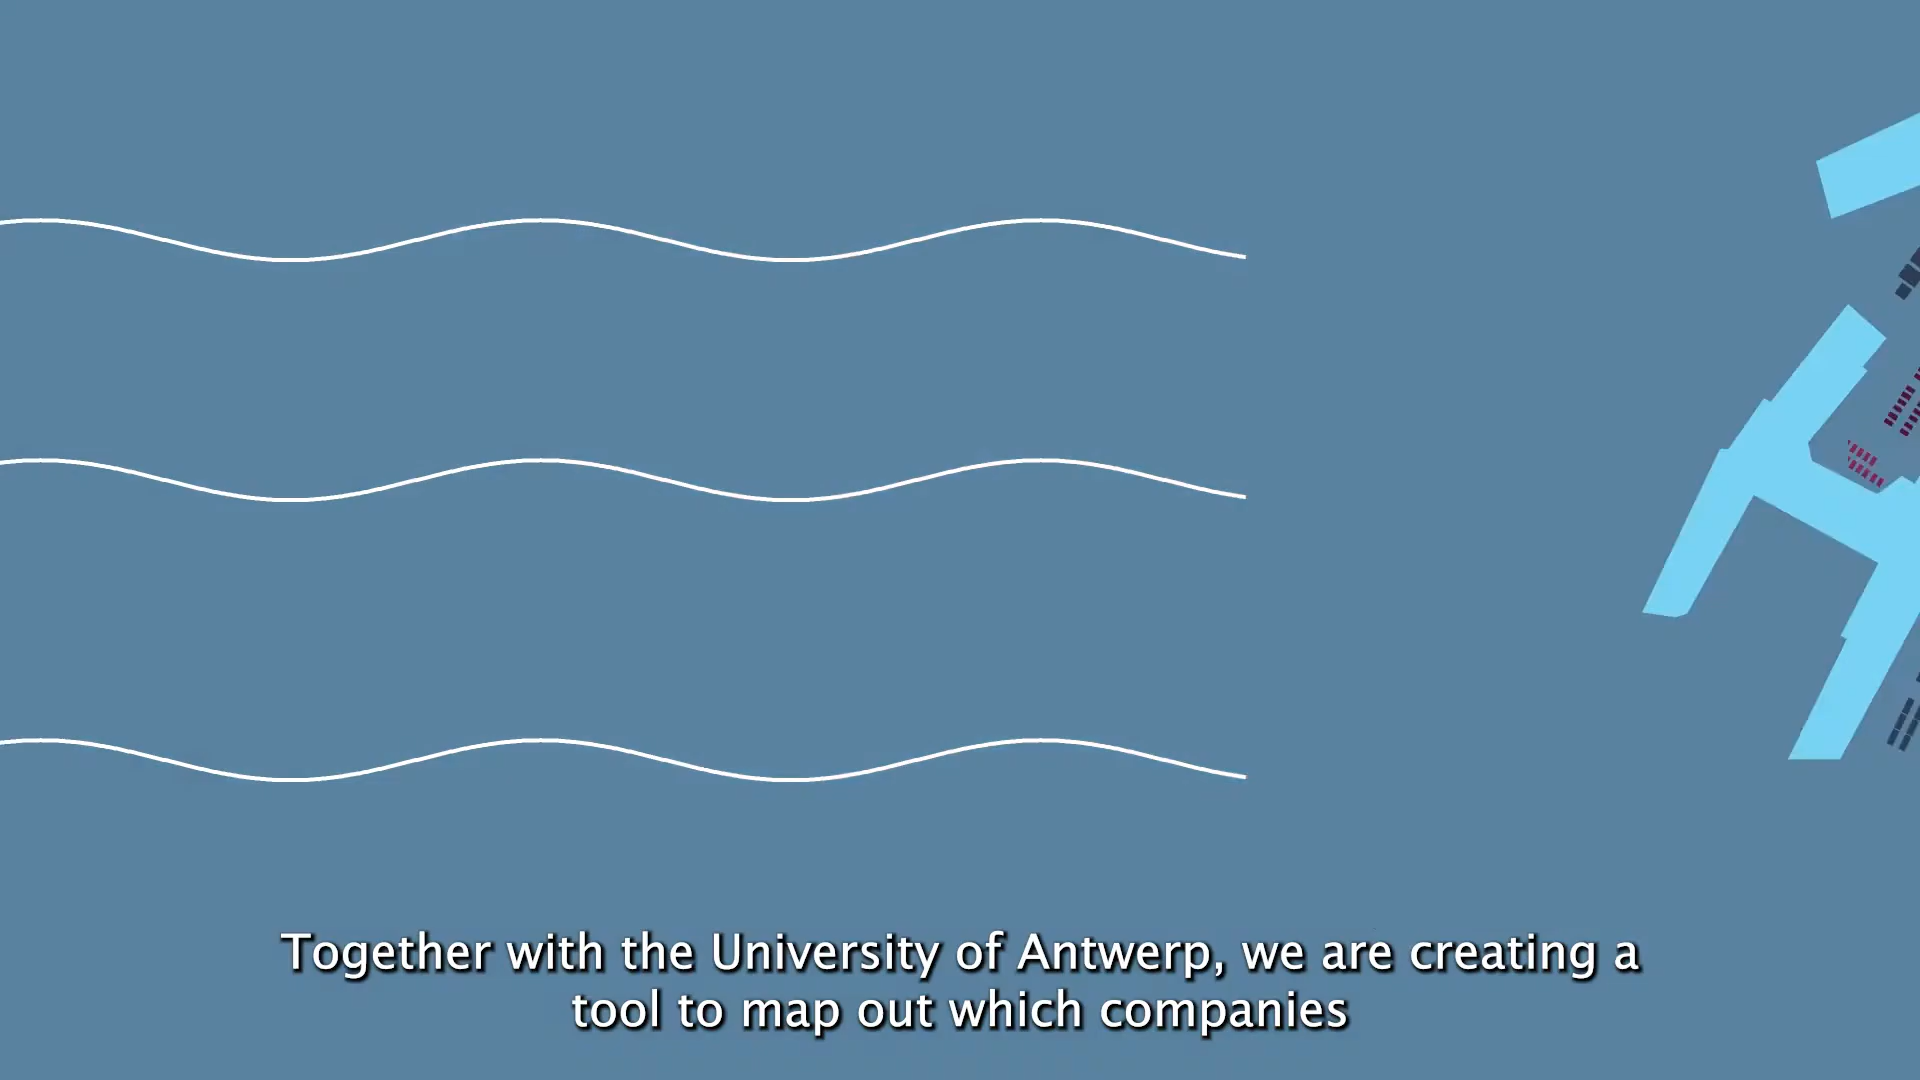 Together with the University of Antwerp, we are creating a
tool to map out which companies